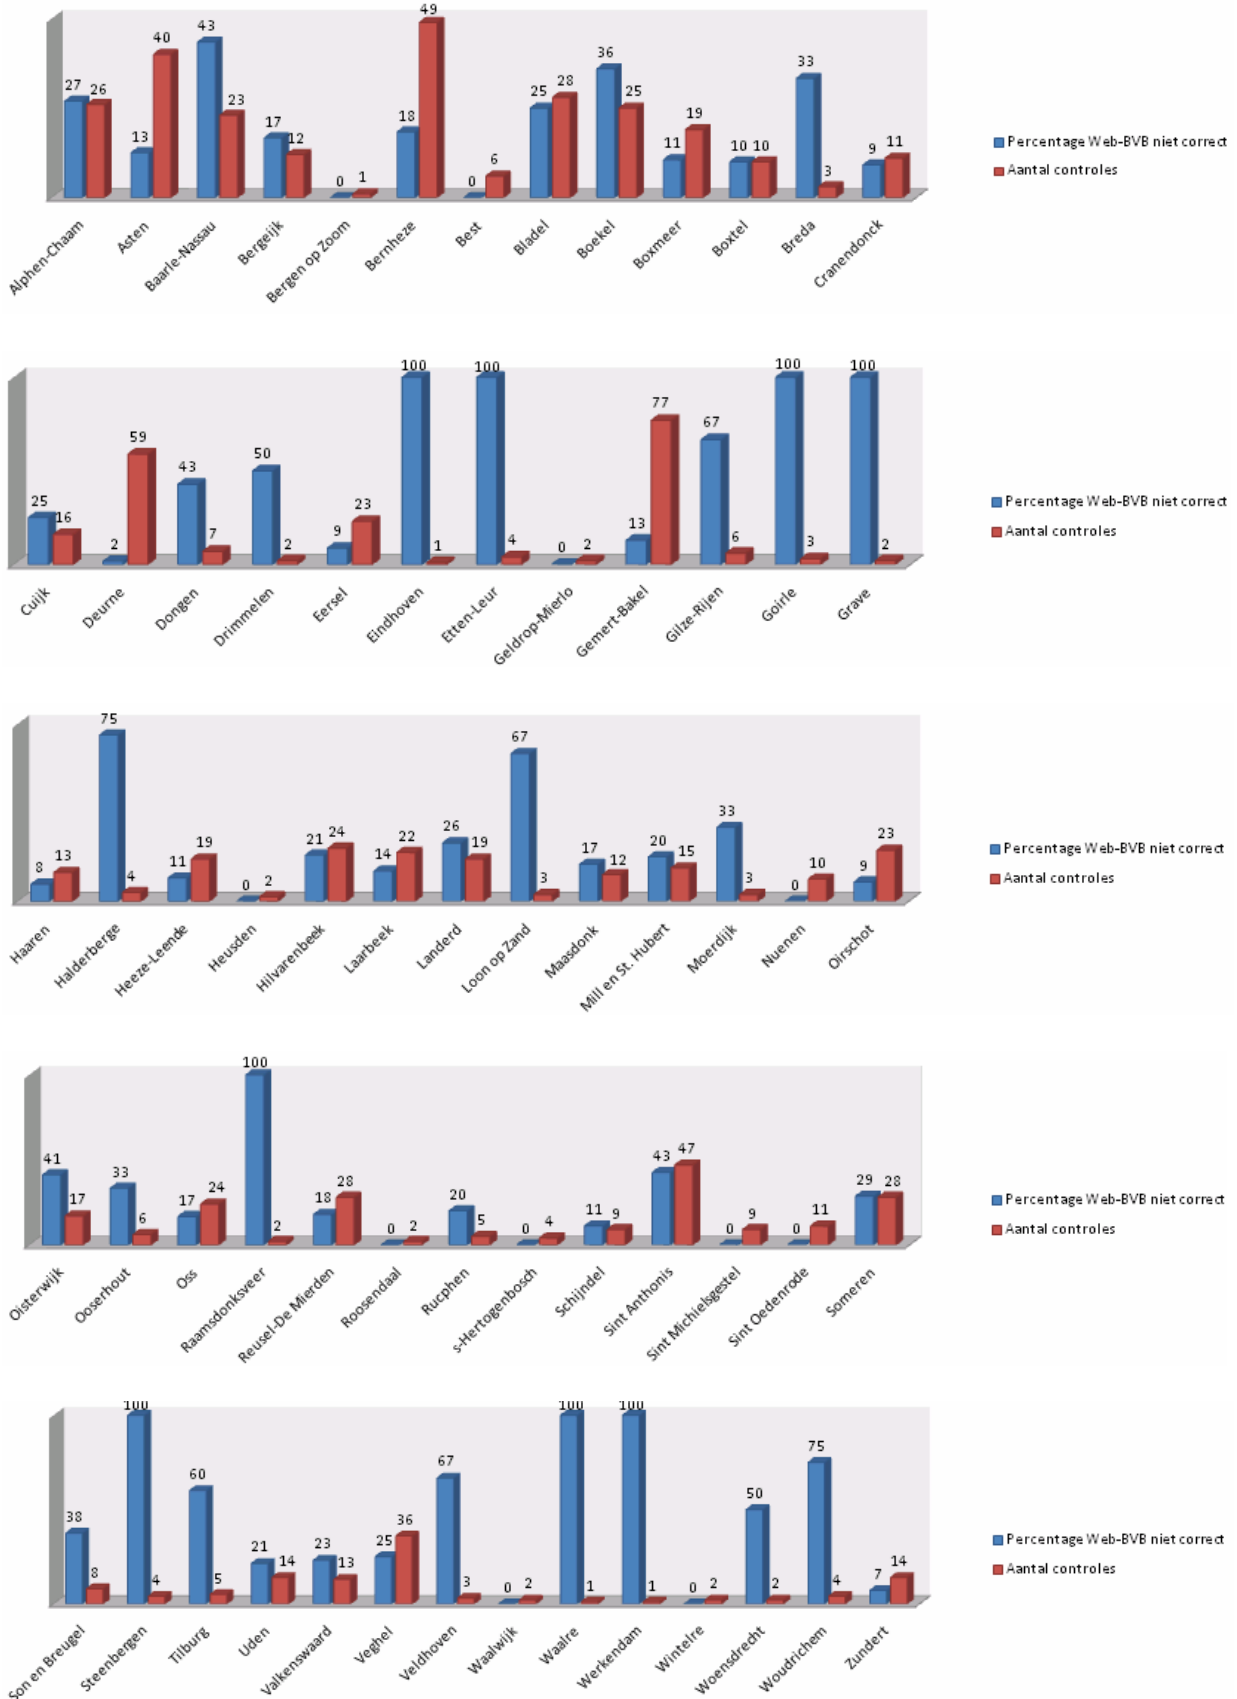 27 26 13 40 43 23 17 12 0 1 18 49 0 6 25 28 36 25 11 19 10 10 33 3 9 11
Percentage Web-BVB niet correct
Aantal controles
Alphen-Chaam Asten Baarle-Nassau Bergeijk Bergen op Zoom Bernheze Best Bladel Boekel Boxmeer Boxtel Breda Cranendonck
25 16 2 59 43 7 50 2 9 23 100 1 100 4 0 2 13 77 67 6 100 3 100 2
Percentage Web-BVB niet correct
Aantal controles
Cuijk Deurne Dongen Drimmelen Eersel Eindhoven Etten-Leur Geldrop-Mierlo Gemert-Bakel Gilze-Rijen Goirle Grave
8 13 75 4 11 19 0 2 21 24 14 22 26 19 67 3 17 12 20 15 33 3 0 10 9 23
Percentage Web-BVB niet correct
Aantal controles
Haaren Halderberge Heeze-Leende Heusden Hilvarenbeek Laarbeek Landerd Loon op Zand Maasdonk Mill en St. Hubert Moerdijk Nuenen Oirschot
41 17 33 6 17 24 100 2 18 28 0 2 20 5 0 4 11 9 43 47 0 9 0 11 29 28
Percentage Web-BVB niet correct
Aantal controles
Oisterwijk Ooserhout Oss Raamsdonksveer Reusel-De Mierden Roosendaal Rucphen s-Hertogenbosch Schijndel Sint Anthonis Sint Michielsgestel Sint Oedenrode Someren
38 8 100 4 60 5 21 14 23 13 25 36 67 3 0 2 100 1 100 1 0 2 50 2 75 4 7 14
Percentage Web-BVB niet correct
Aantal controles
Son en Breugel Steenbergen Tilburg Uden Valkenswaard Veghel Veldhoven Waalwijk Waalre Werkendam Wintelre Woensdrecht Woudrichem Zundert